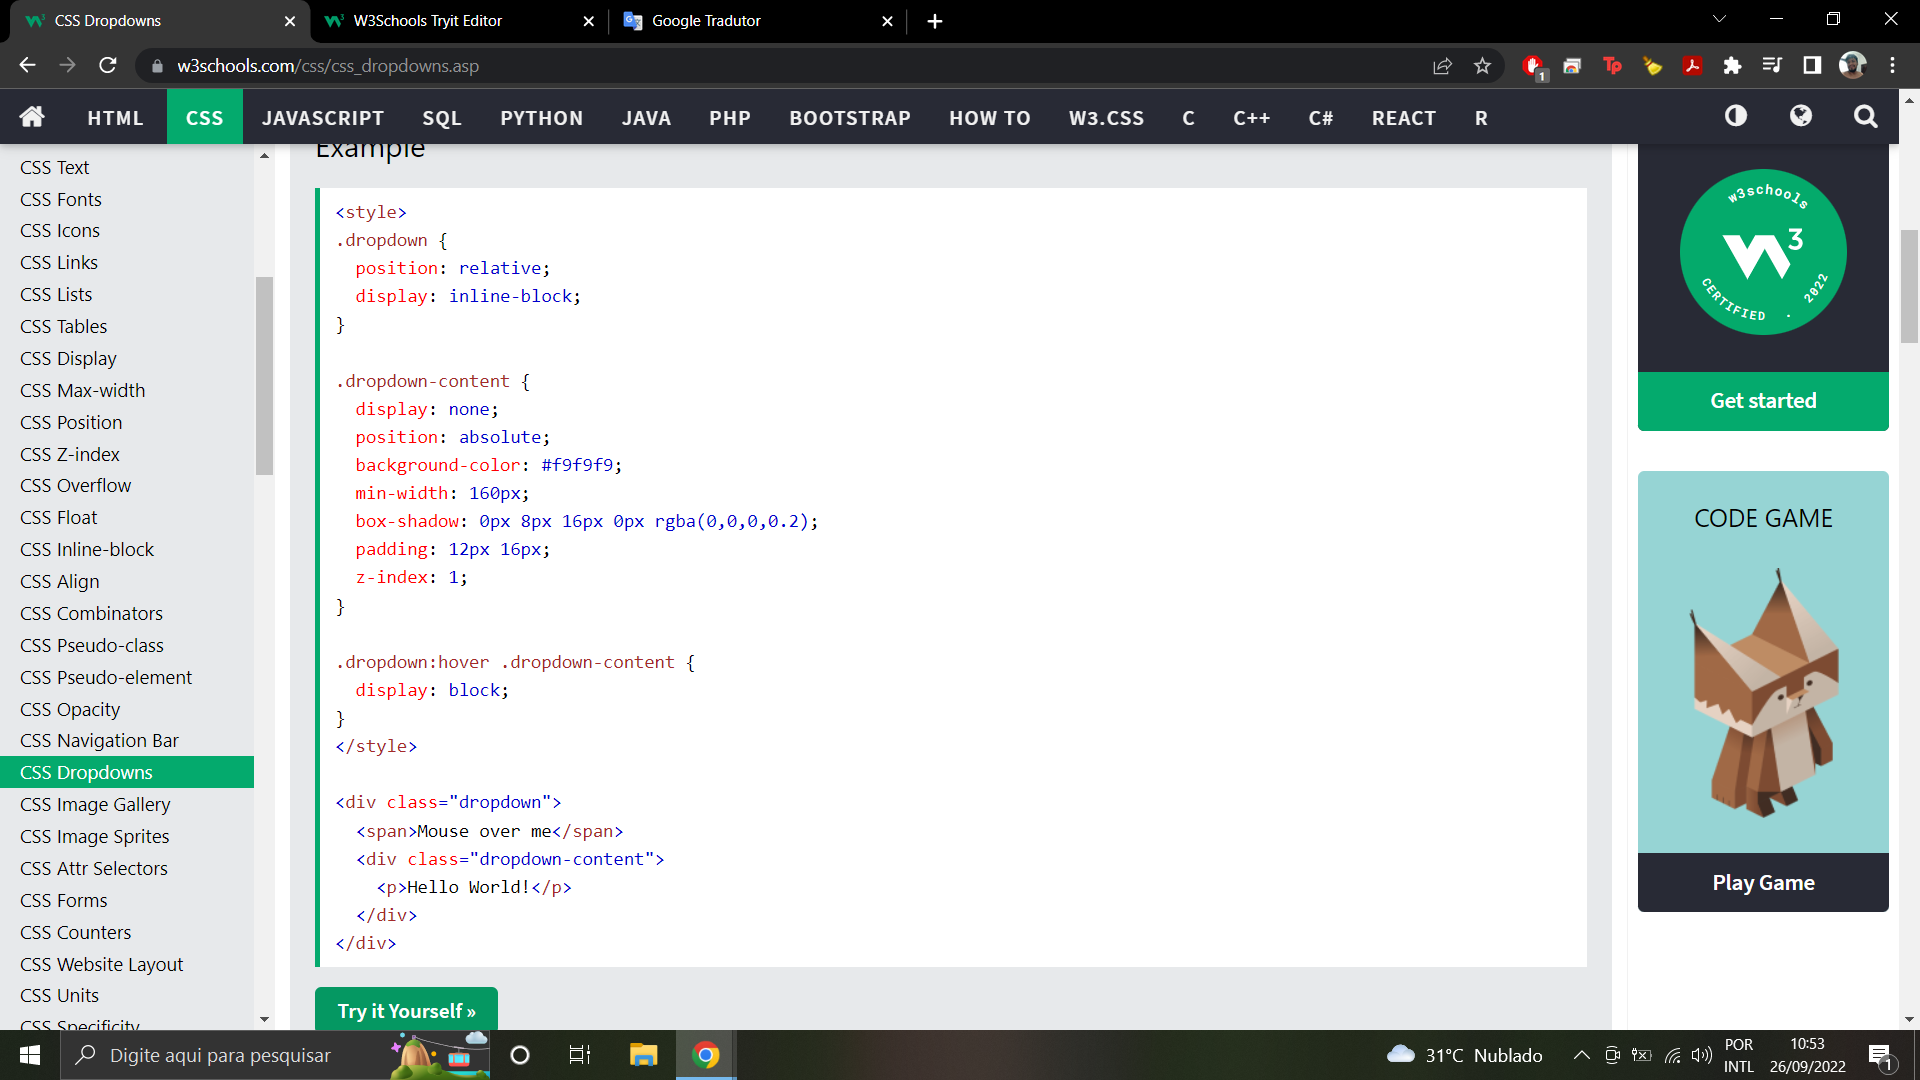 CSS Dropdowns
W3Schools Tryit Editor
Google Tradutor
w3schools.com/css/css_dropdowns.asp
1
HTML CSS JAVASCRIPT SQL PYTHON JAVA PHP BOOTSTRAP HOW TO W3.CSS C C++ C# REACT R
CSS Text
CSS Fonts
CSS Icons
CSS Links
CSS Lists
CSS Tables
CSS Display
CSS Max-width
CSS Position
CSS Z-index
CSS Overflow
CSS Float
CSS Inline-block
CSS Align
CSS Combinators
CSS Pseudo-class
CSS Pseudo-element
CSS Opacity
CSS Navigation Bar
CSS Dropdowns
CSS Image Gallery
CSS Image Sprites
CSS Attr Selectors
CSS Forms
CSS Counters
CSS Website Layout
CSS Units
CSS Specificity
Example
<style>
.dropdown {
  position: relative;
  display: inline-block;
}
.dropdown-content {
  display: none;
  position: absolute;
  background-color: #f9f9f9;
  min-width: 160px;
  box-shadow: 0px 8px 16px 0px rgba(0,0,0,0.2);
  padding: 12px 16px;
  z-index: 1;
}
.dropdown:hover .dropdown-content {
  display: block;
}
</style>
<div class="dropdown">
  <span>Mouse over me</span>
  <div class="dropdown-content">
    <p>Hello World!</p>
  </div>
</div>
Try it Yourself »
w3schools
W3
CERTIFIED . 2022
Get started
CODE GAME
Play Game
Digite aqui para pesquisar
31°C Nublado
POR
INTL
10:53
26/09/2022
1